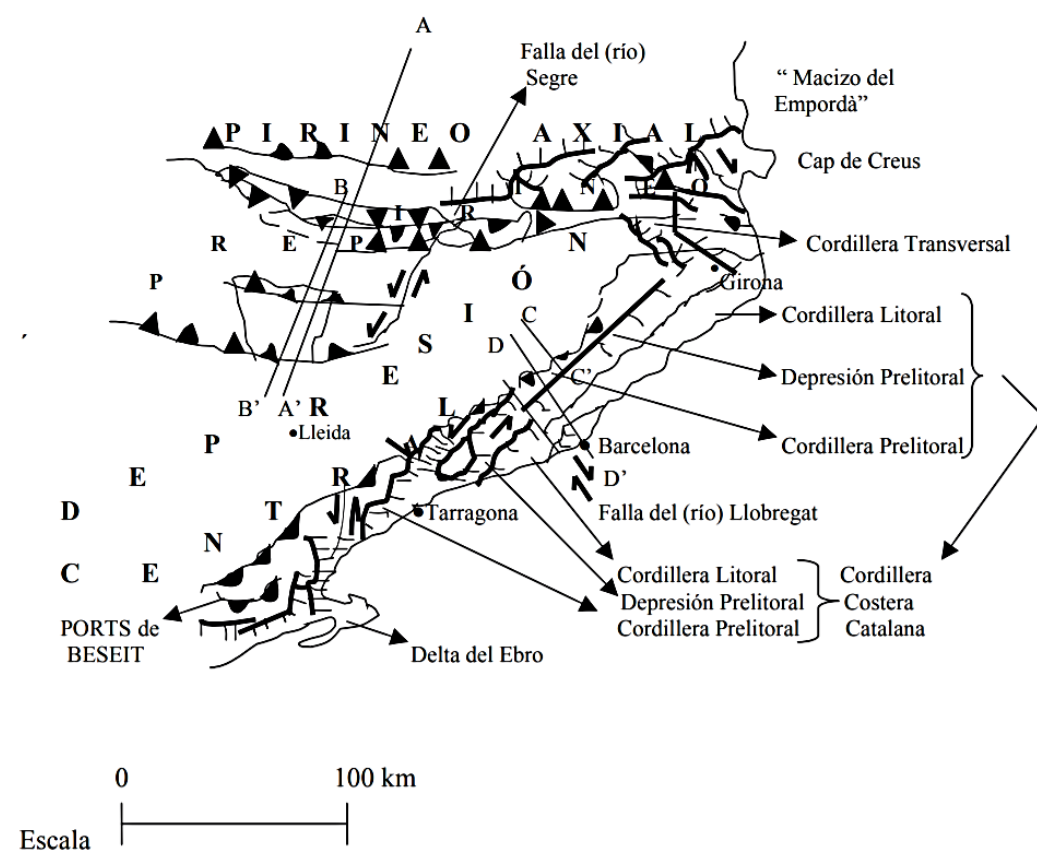 A
Falla del (río)
Segre
“ Macizo del
Empordà”
P I R I N E O A X I A L
Cap de Creus
B
P R E P I R I N E O
Cordillera Transversal
Girona
D E P R E S I Ó N
C
Cordillera Litoral
D
Depresión Prelitoral
C’
B’ A’
Lleida
C E N T R A L
Barcelona
Cordillera Prelitoral
D’
Tarragona
Falla del (río) Llobregat
Cordillera Litoral
Depresión Prelitoral
Cordillera Prelitoral
Cordillera
Costera
Catalana
PORTS de
BESEIT
Delta del Ebro
0 100 km
Escala